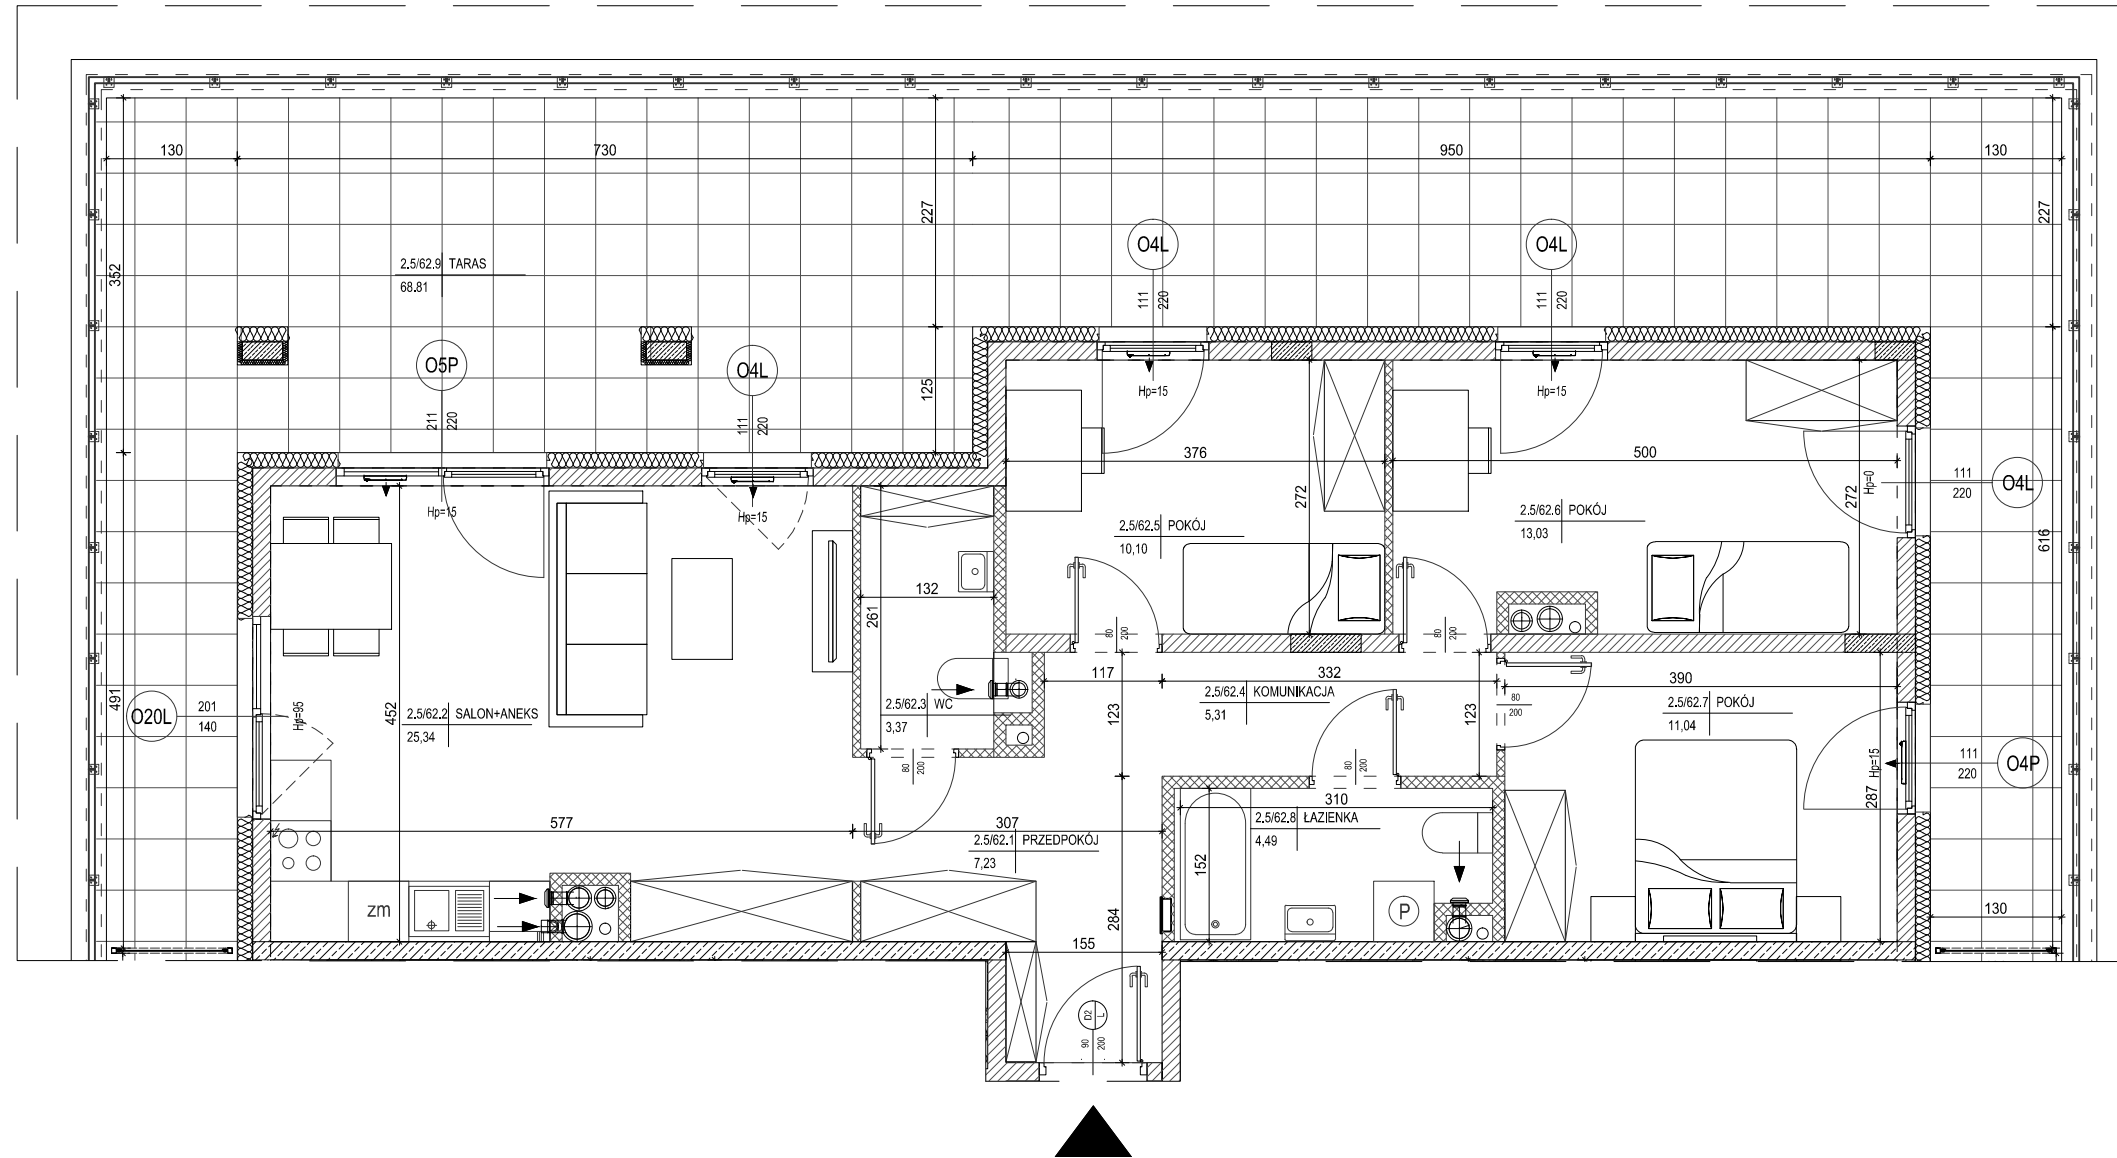 130
730
950
130
227
227
O4L
O4L
111
220
111
220
2.5/62.9 TARAS
68.81
352
O5P
O4L
125
211
220
111
220
Hp=15
Hp=15
376
500
111
220
O4L
Hp=0
272
272
Hp=15
Hp=15
2.5/62.5 POKÓJ
10,10
2.5/62.6 POKÓJ
13,03
616
132
261
80
200
80
200
117
332
390
491
O20L
201
140
Hp=95
452
2.5/62.2 SALON+ANEKS
25,34
2.5/62.3 WC
3,37
123
2.5/62.4 KOMUNIKACJA
5,31
123
80
200
2.5/62.7 POKÓJ
11,04
80
200
80
200
Hp=15
111
220
O4P
287
577
307
310
2.5/62.1 PRZEDPOKÓJ
7,23
2.5/62.8 ŁAZIENKA
4,49
152
zm
P
284
155
130
D2
L
90
200